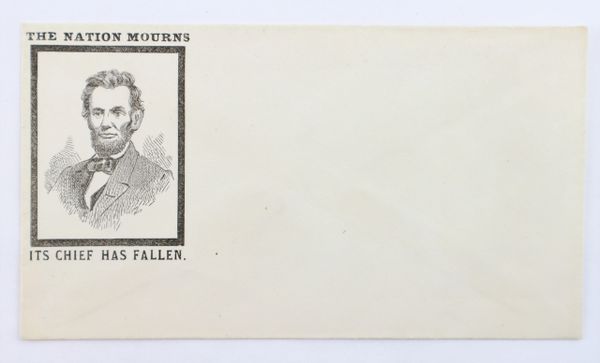 THE NATION MOURNS
ITS CHIEF HAS FALLEN.